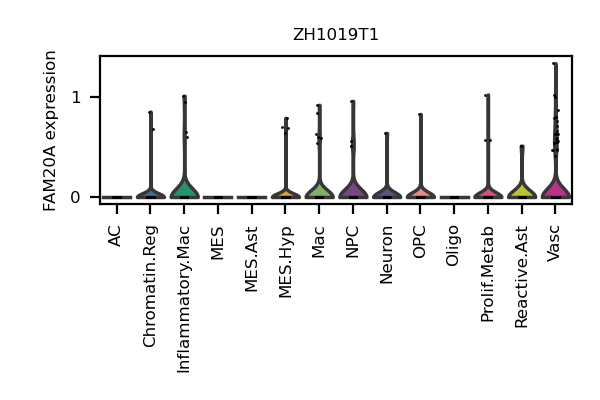 ZH1019T1
FAM20A expression
1
0
AC
Chromatin.Reg
Inflammatory.Mac
MES
MES.Ast
MES.Hyp
Mac
NPC
Neuron
OPC
Oligo
Prolif.Metab
Reactive.Ast
Vasc